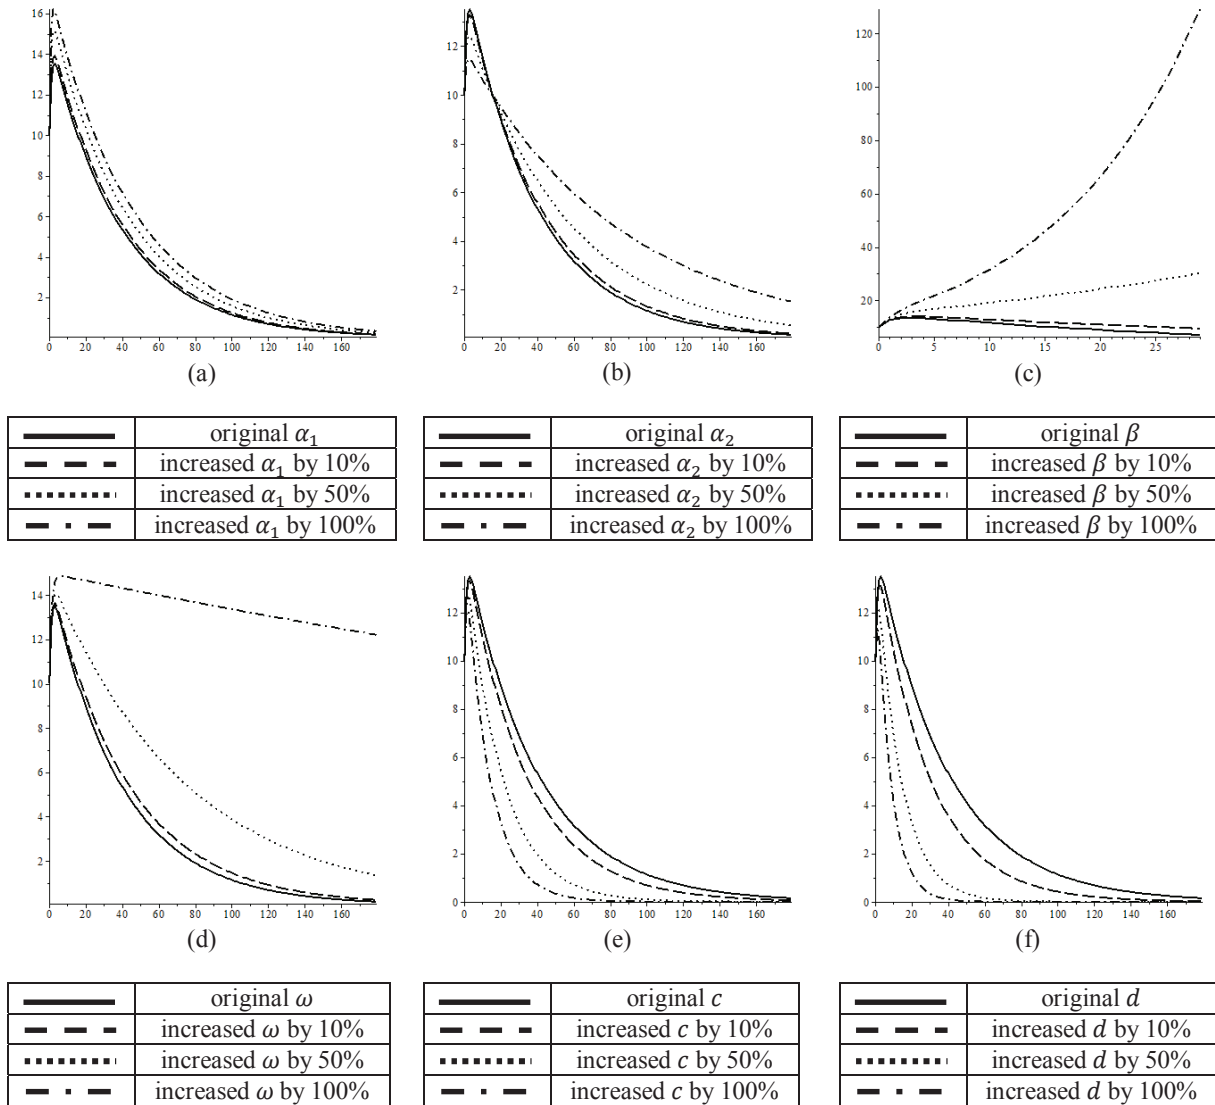 16
14
12
10
8
6
4
2
0 20 40 60 80 100 120 140 160
(a)
12
10
8
6
4
2
0
0 20 40 60 80 100 120 140 160
(b)
120
100
80
60
40
20
0 5 10 15 20 25
(c)
original α₁
increased α₁ by 10%
increased α₁ by 50%
increased α₁ by 100%
original α₂
increased α₂ by 10%
increased α₂ by 50%
increased α₂ by 100%
original β
increased β by 10%
increased β by 50%
increased β by 100%
14
12
10
8
6
4
2
0 20 40 60 80 100 120 140 160
(d)
12
10
8
6
4
2
0
0 20 40 60 80 100 120 140 160
(e)
12
10
8
6
4
2
0
0 20 40 60 80 100 120 140 160
(f)
original ω
increased ω by 10%
increased ω by 50%
increased ω by 100%
original c
increased c by 10%
increased c by 50%
increased c by 100%
original d
increased d by 10%
increased d by 50%
increased d by 100%